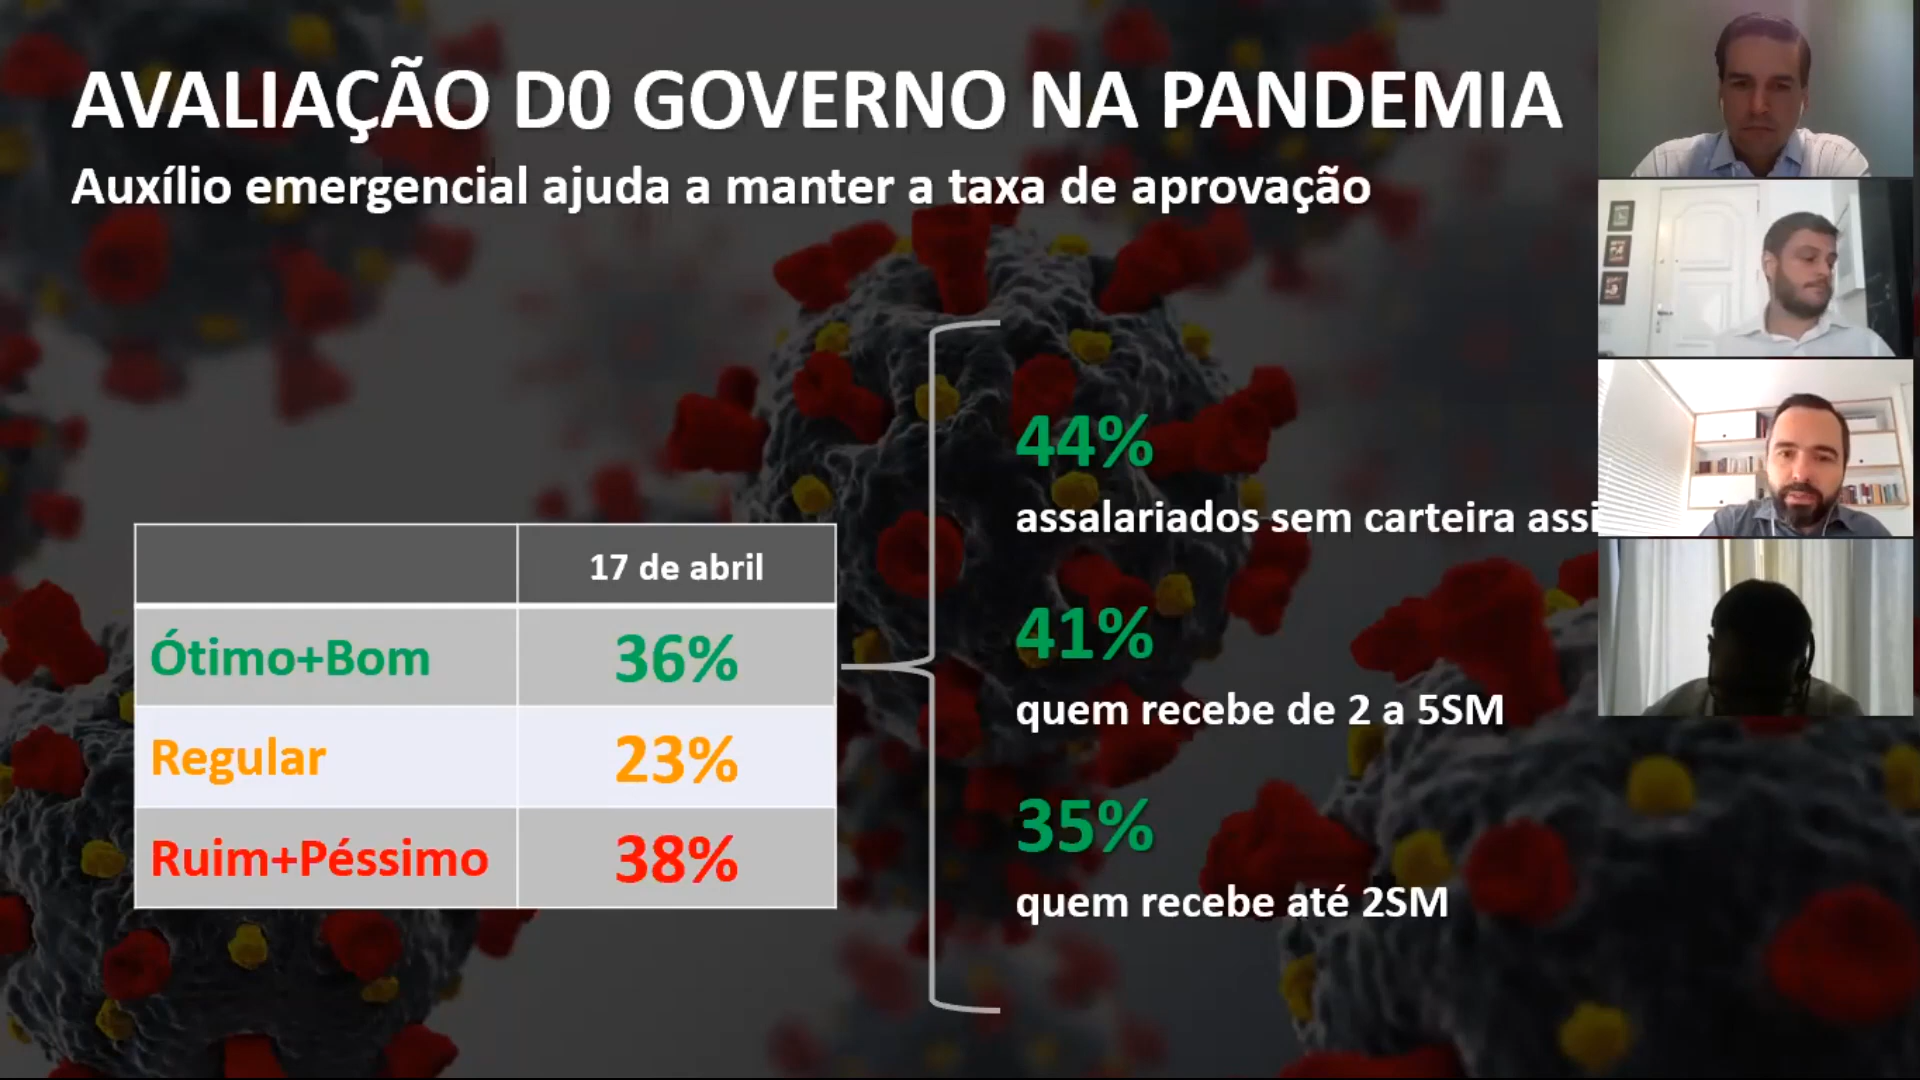 AVALIAÇÃO D0 GOVERNO NA PANDEMIA
Auxílio emergencial ajuda a manter a taxa de aprovação
17 de abril
Ótimo+Bom 36%
Regular 23%
Ruim+Péssimo 38%
44%
assalariados sem carteira assi
41%
quem recebe de 2 a 5SM
35%
quem recebe até 2SM